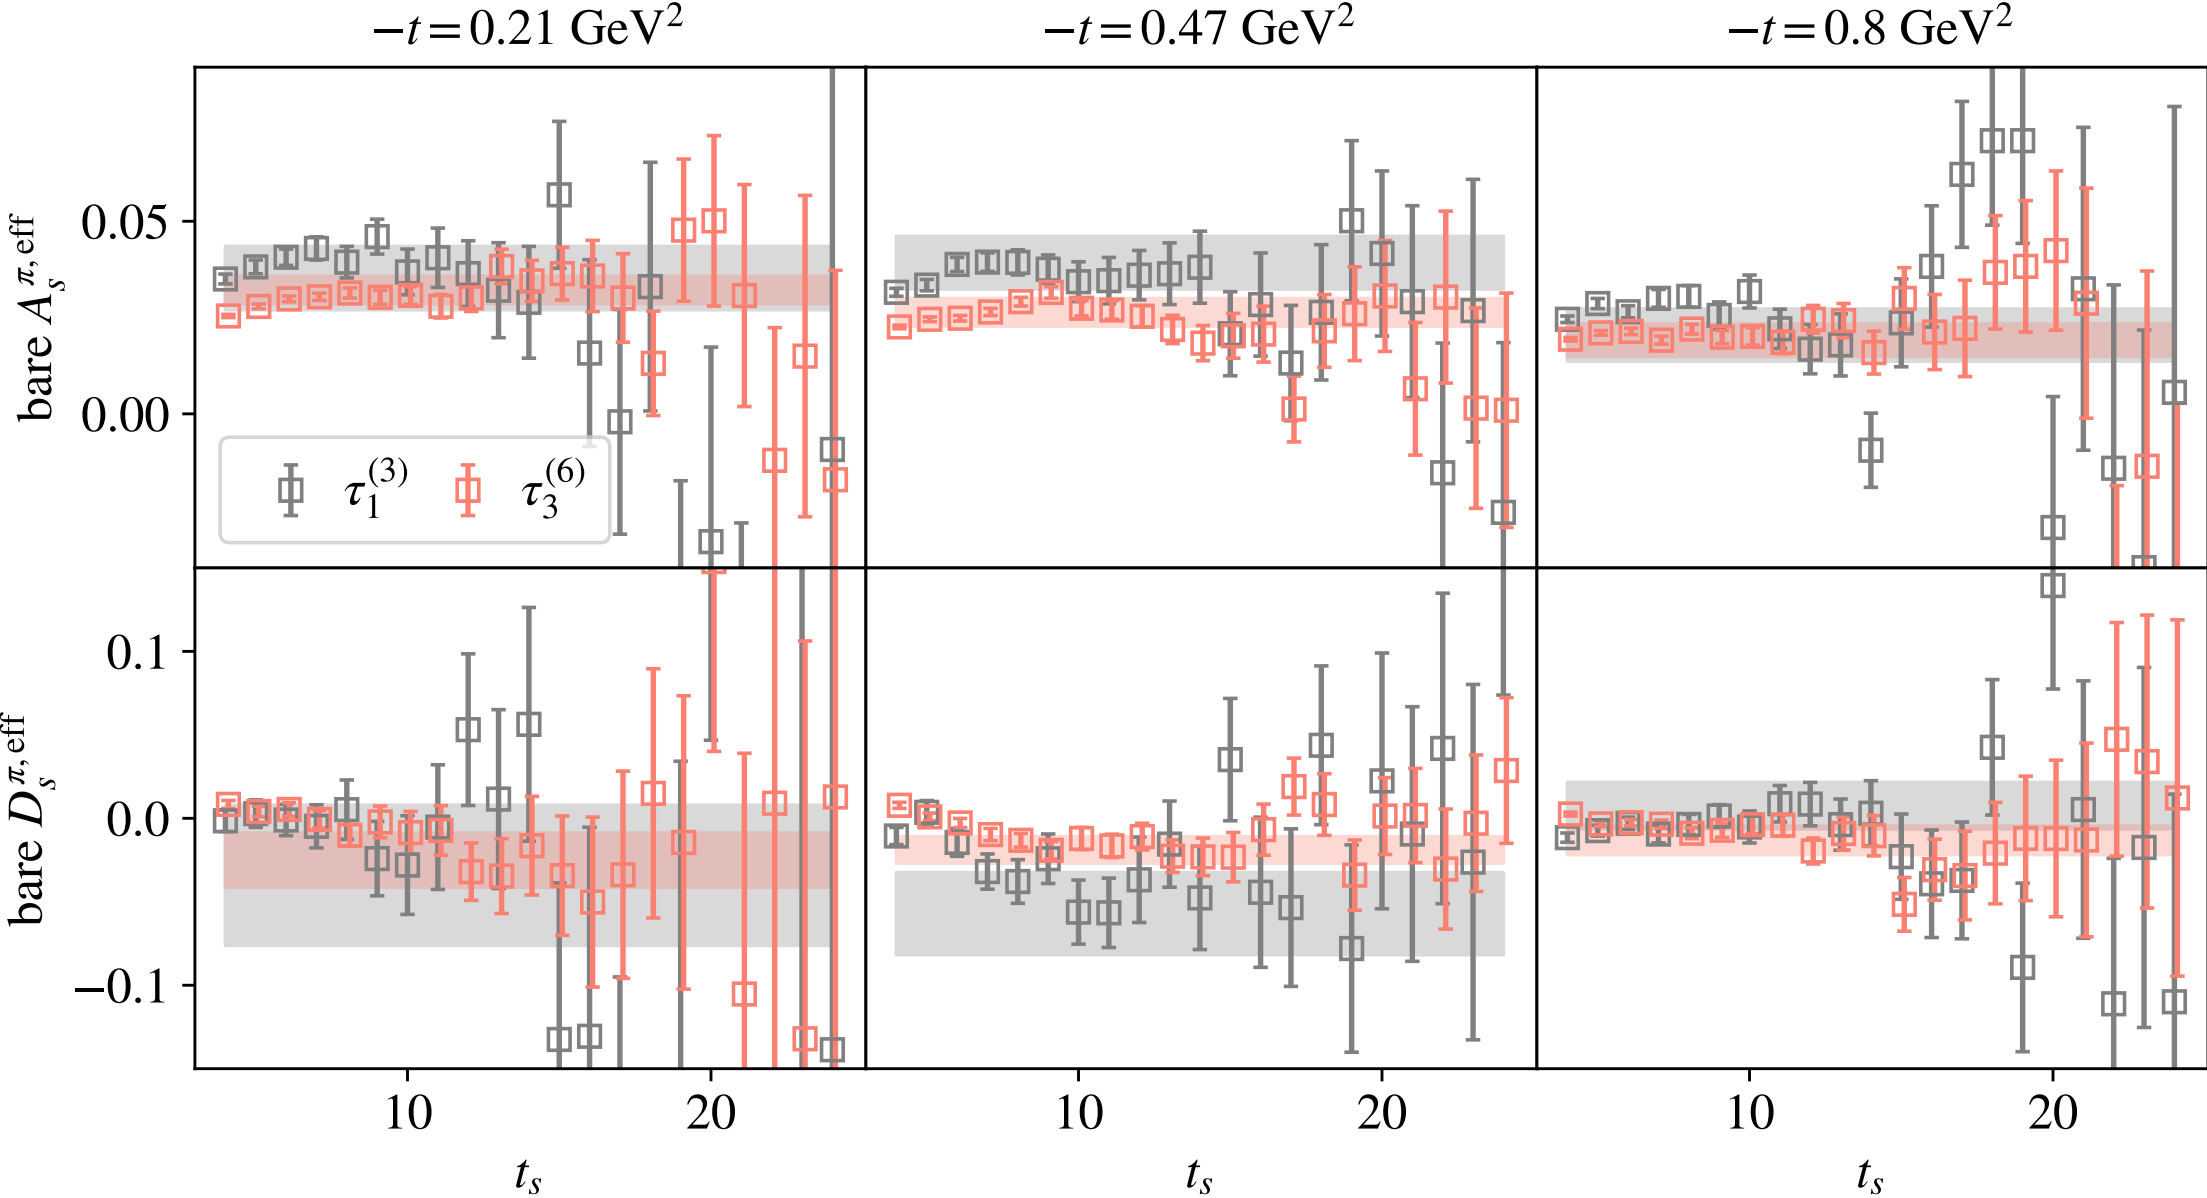 −t = 0.21 GeV² −t = 0.47 GeV² −t = 0.8 GeV²
bare A_s^{π, eff}
0.05
0.00
τ_1^{(3)} τ_3^{(6)}
bare D_s^{π, eff}
0.1
0.0
−0.1
10 20 10 20 10 20
t_s t_s t_s